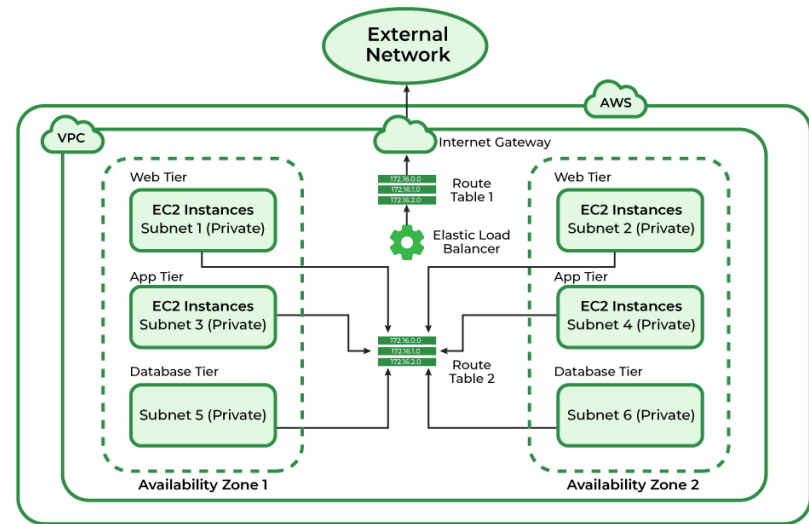 External
Network
AWS
VPC
Internet Gateway
Web Tier
EC2 Instances
Subnet 1 (Private)
App Tier
EC2 Instances
Subnet 3 (Private)
Database Tier
Subnet 5 (Private)
Availability Zone 1
172.16.0.0
172.16.1.0
172.16.2.0
Route
Table 1
Elastic Load
Balancer
172.16.0.0
172.16.1.0
172.16.2.0
Route
Table 2
Web Tier
EC2 Instances
Subnet 2 (Private)
App Tier
EC2 Instances
Subnet 4 (Private)
Database Tier
Subnet 6 (Private)
Availability Zone 2